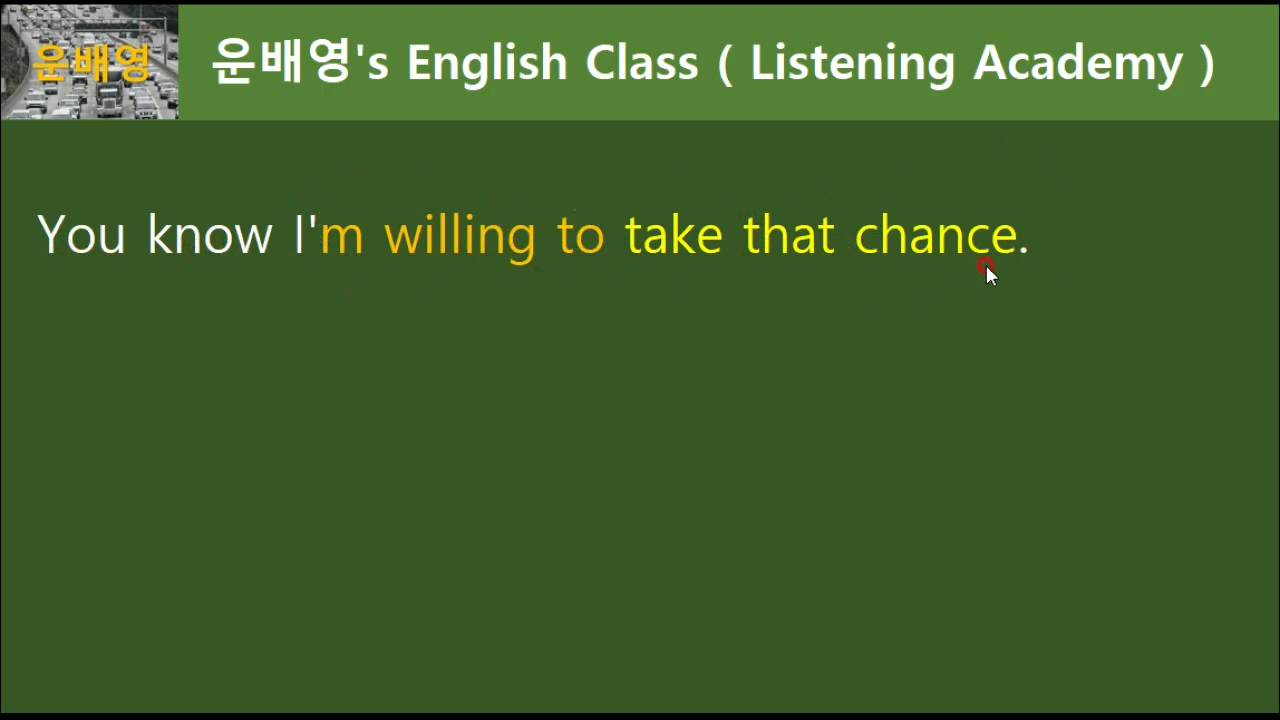 운배영
운배영's English Class ( Listening Academy )
You know I'm willing to take that chance.